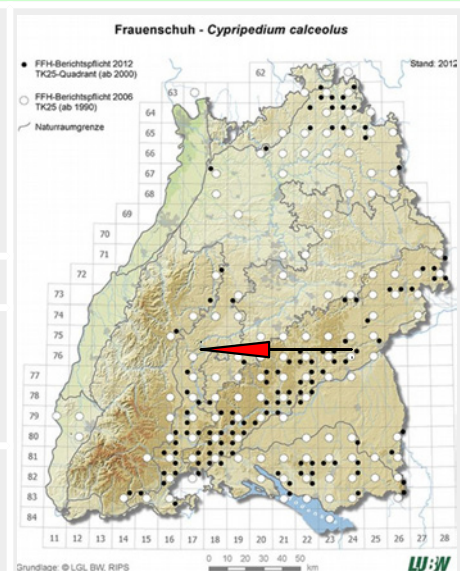 Frauenschuh - Cypripedium calceolus
FFH-Berichtspflicht 2012
TK25-Quadrant (ab 2000)
Stand: 2012
FFH-Berichtspflicht 2006
TK25 (ab 1990)
Naturraumgrenze
62
63
64
65
66
67
68
69
70
71
72
73
74
75
76
77
78
79
80
81
82
83
84
11 12 13 14 15 16 17 18 19 20 21 22 23 24 25 26 27 28
0 10 20 30 40 50
km
Grundlage: © LGL BW, RIPS
LUBW